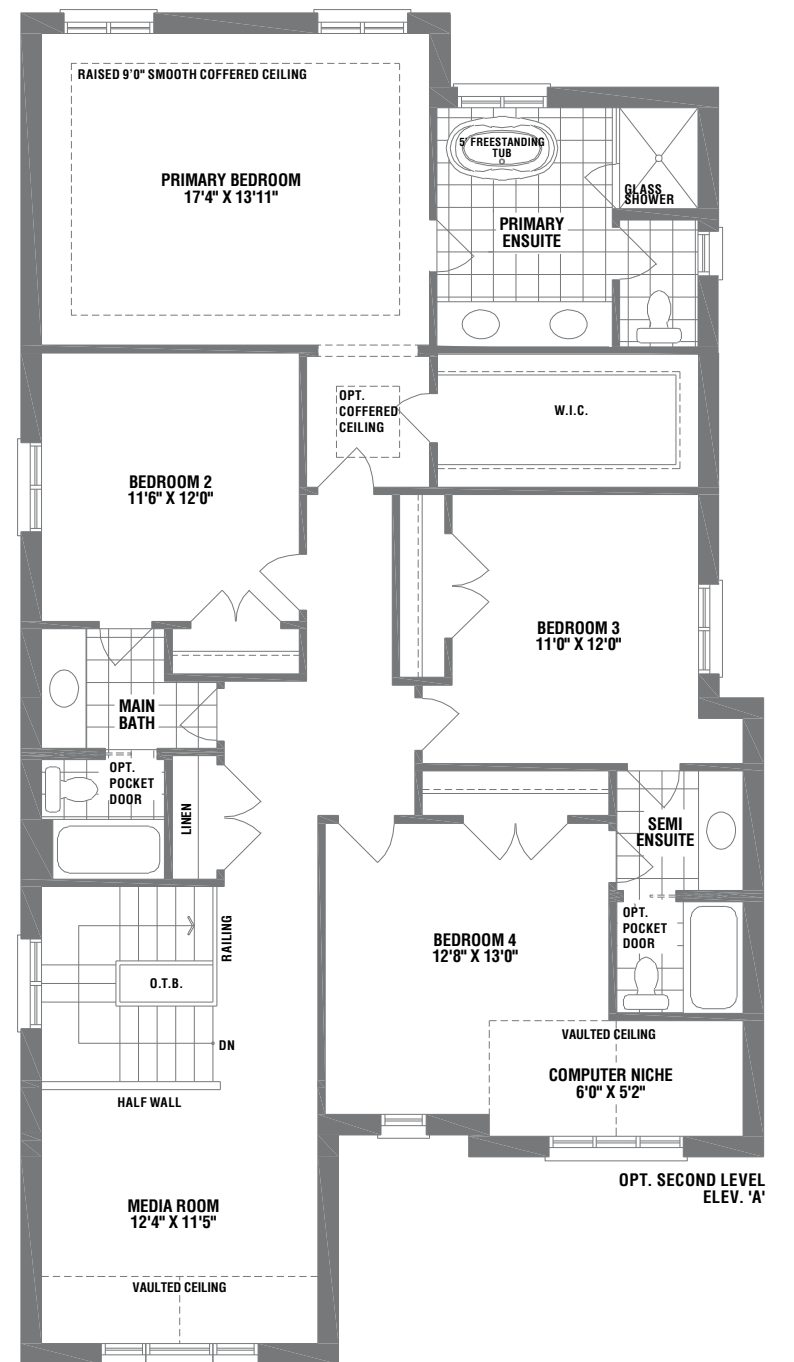 RAISED 9'0" SMOOTH COFFERED CEILING
PRIMARY BEDROOM
17'4" X 13'11"
5' FREESTANDING
TUB
GLASS
SHOWER
PRIMARY
ENSUITE
OPT.
COFFERED
CEILING
W.I.C.
BEDROOM 2
11'6" X 12'0"
BEDROOM 3
11'0" X 12'0"
MAIN
BATH
OPT.
POCKET
DOOR
LINEN
SEMI
ENSUITE
OPT.
POCKET
DOOR
BEDROOM 4
12'8" X 13'0"
RAILING
O.T.B.
DN
HALF WALL
VAULTED CEILING
COMPUTER NICHE
6'0" X 5'2"
OPT. SECOND LEVEL
ELEV. 'A'
MEDIA ROOM
12'4" X 11'5"
VAULTED CEILING